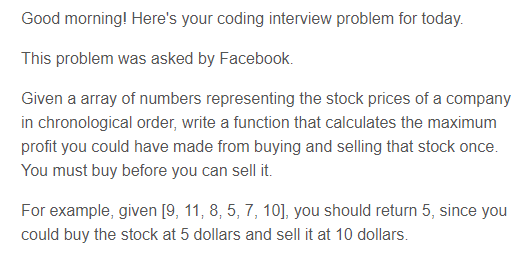 Good morning! Here's your coding interview problem for today.
This problem was asked by Facebook.
Given a array of numbers representing the stock prices of a company
in chronological order, write a function that calculates the maximum
profit you could have made from buying and selling that stock once.
You must buy before you can sell it.
For example, given [9, 11, 8, 5, 7, 10], you should return 5, since you
could buy the stock at 5 dollars and sell it at 10 dollars.